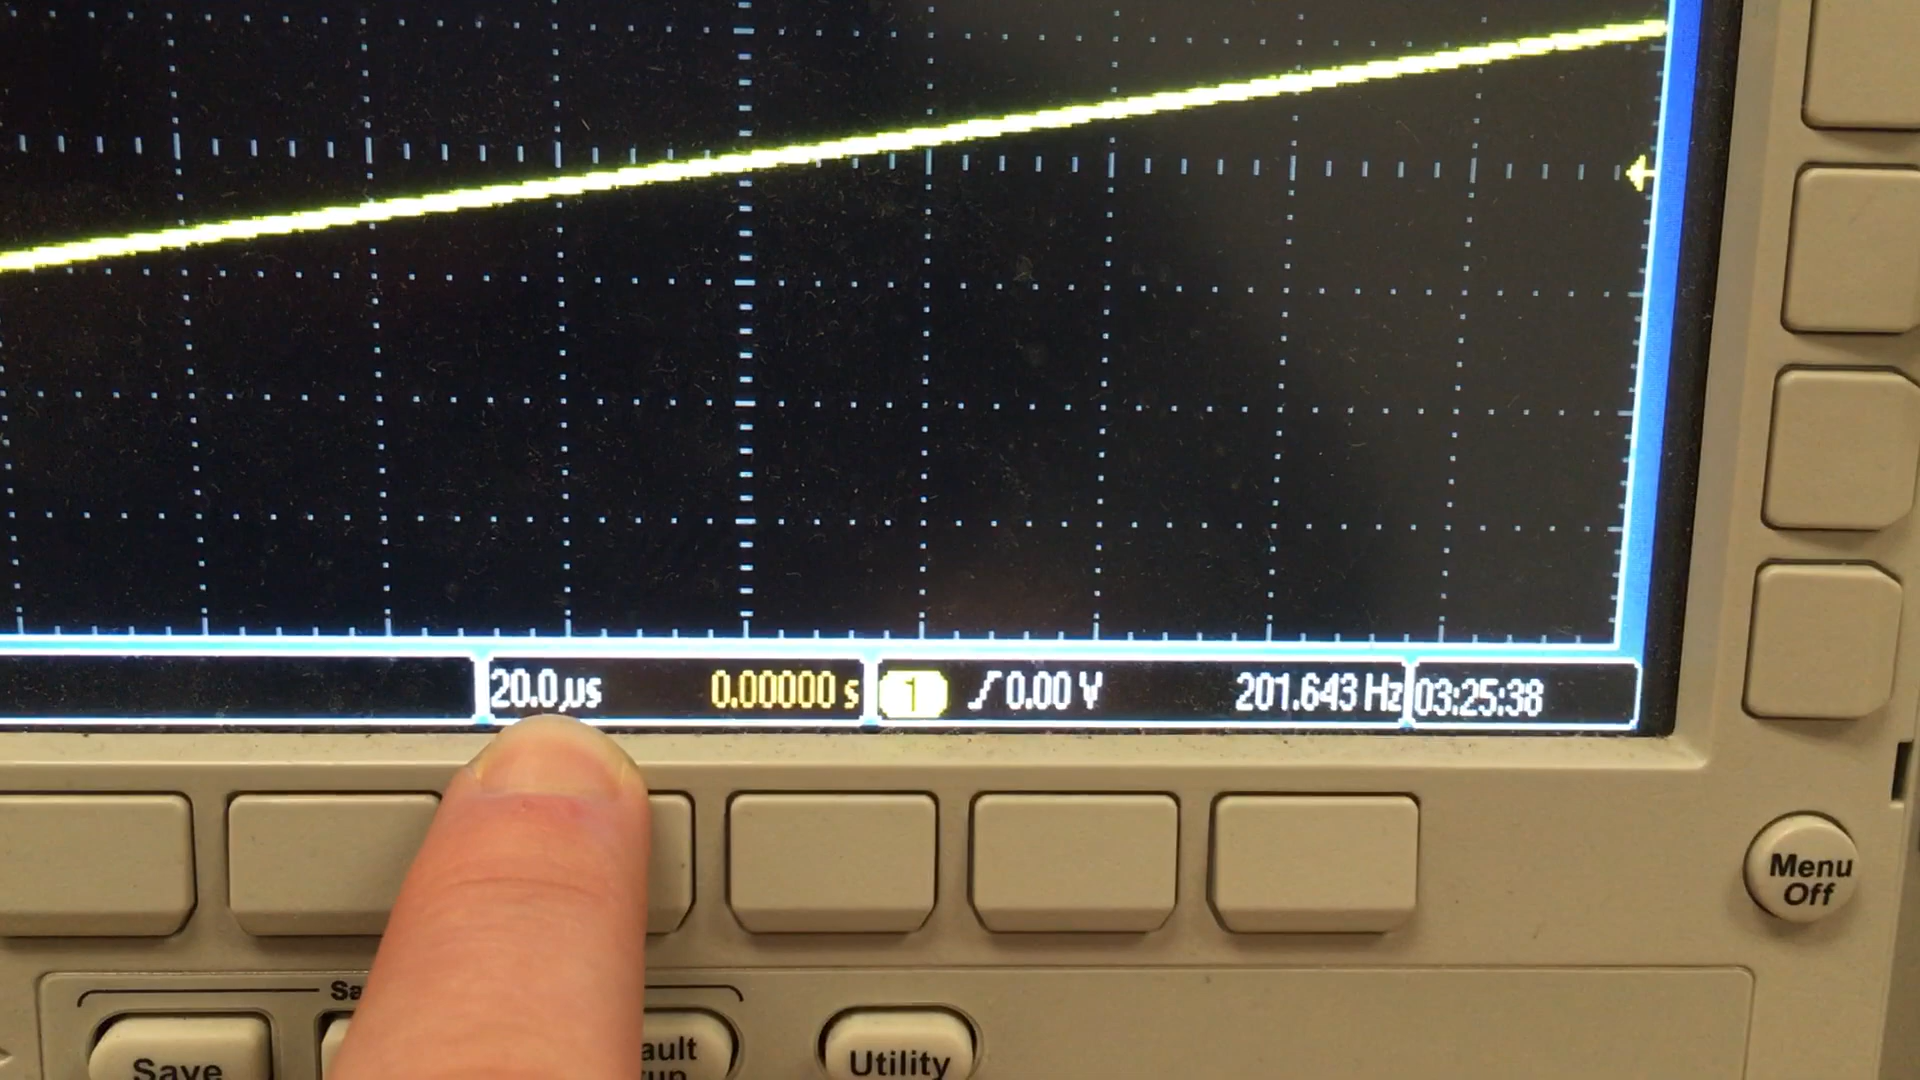 20.0µs 0.00000 s 1 0.00 V 201.643 Hz 03:25:38
Menu
Off
Save
Utility